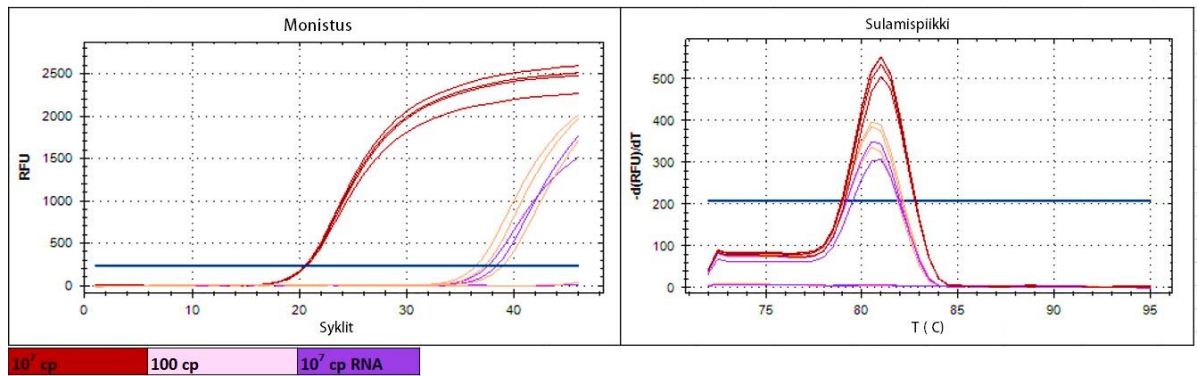 Monistus
2500
2000
1500
1000
500
0
RFU
0 10 20 30 40
Syklit
Sulamispiikki
500
400
300
200
100
0
-d(RFU)/dT
75 80 85 90 95
T ( C)
10⁷ cp 100 cp 10⁷ cp RNA